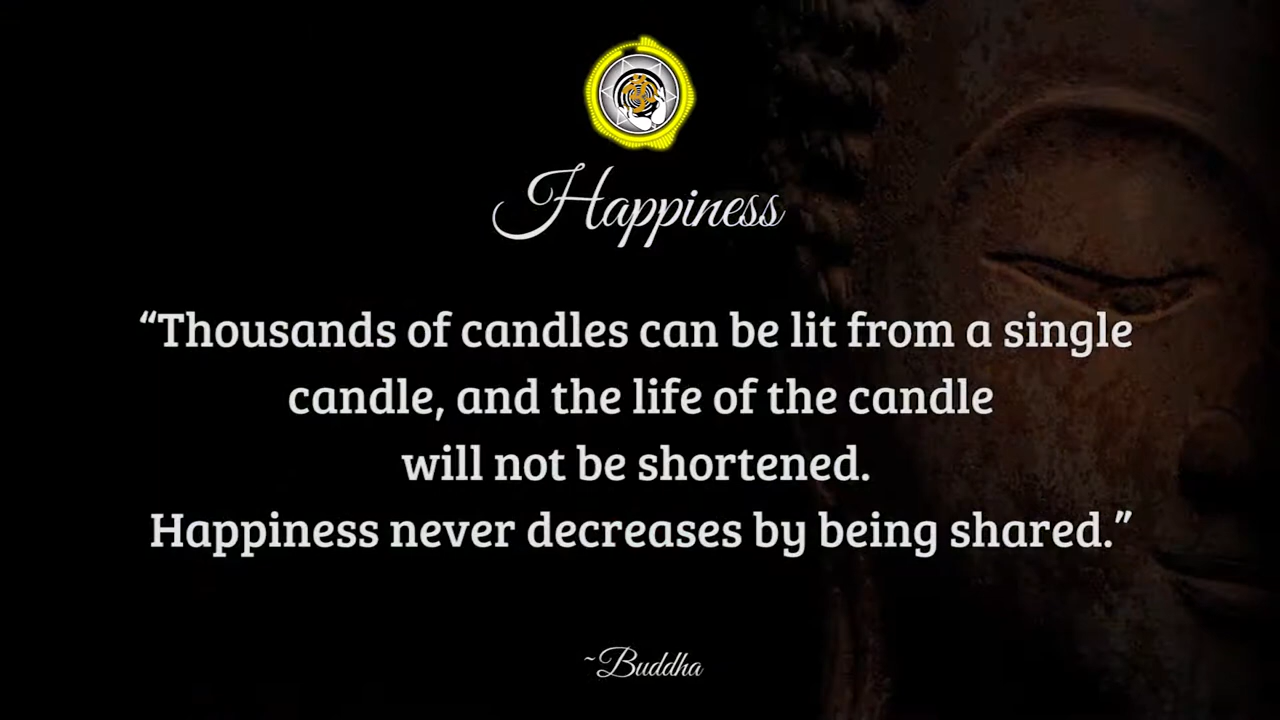 Happiness
“Thousands of candles can be lit from a single
candle, and the life of the candle
will not be shortened.
Happiness never decreases by being shared.”
~Buddha